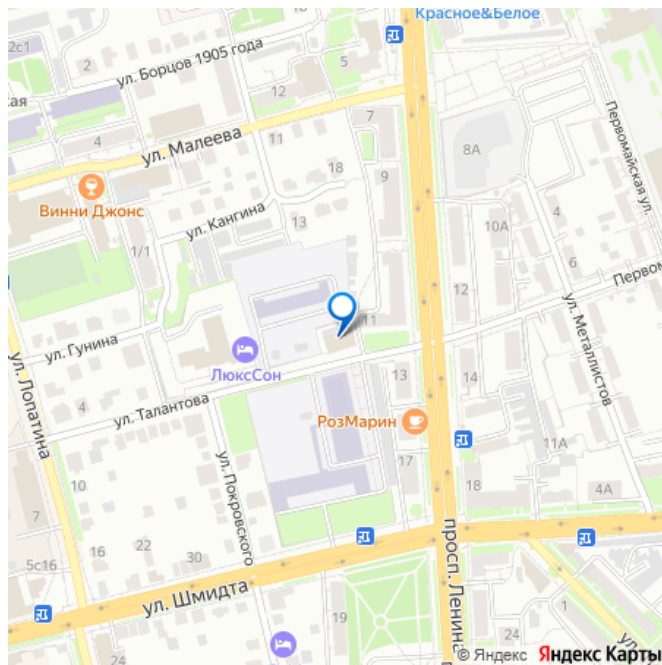 Красное&Белое
2с1
2
ул. Борцов 1905 года
5
ская
12
7
4
ул. Малеева
11
8А
Первомайская ул.
18
9
Винни Джонс
ул. Кангина
13
10А
4
1/1
6
Первом
12
11
ул. Гунина
ЛюксСон
ул. Металлистов
ул. Лопатина
4
ул. Талантова
13
14
РозМарин
11А
ул. Покровского
17
18
4А
7
22
10
16
30
5с16
просп. Ленина
ул. Шмидта
19
1
24
24
ул.
© Яндекс Яндекс Карты